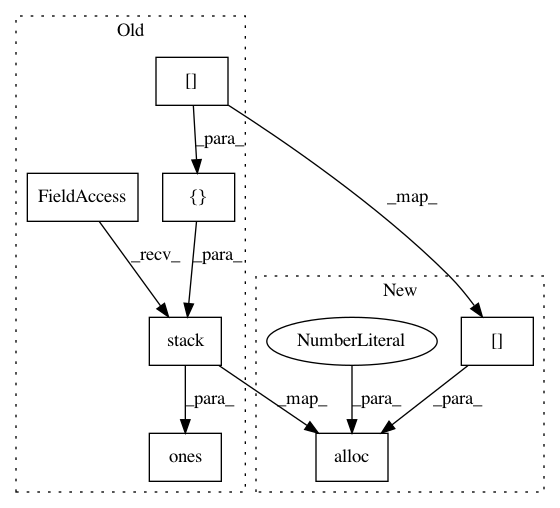 Old
[]
_para_
_map_
FieldAccess
{}
_recv_
_para_
New
stack
NumberLiteral
[]
_para_
_map_
_para_
_para_
ones
alloc